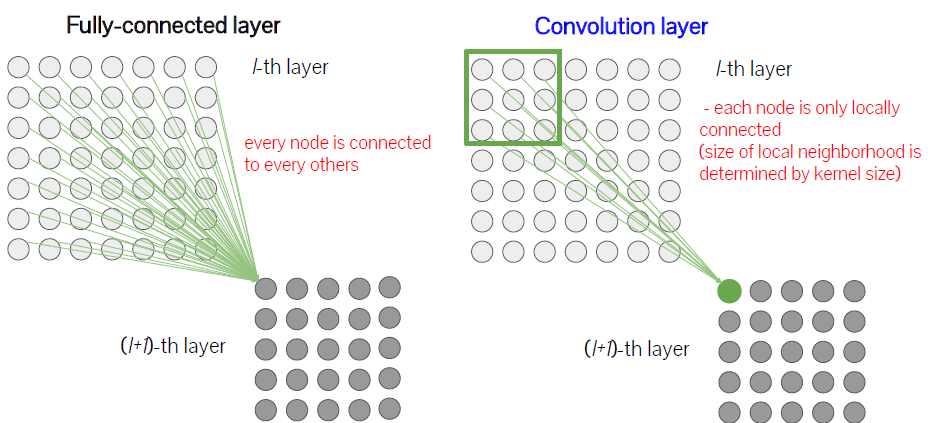 Fully-connected layer
l-th layer
every node is connected
to every others
(l+1)-th layer
Convolution layer
l-th layer
- each node is only locally
connected
(size of local neighborhood is
determined by kernel size)
(l+1)-th layer